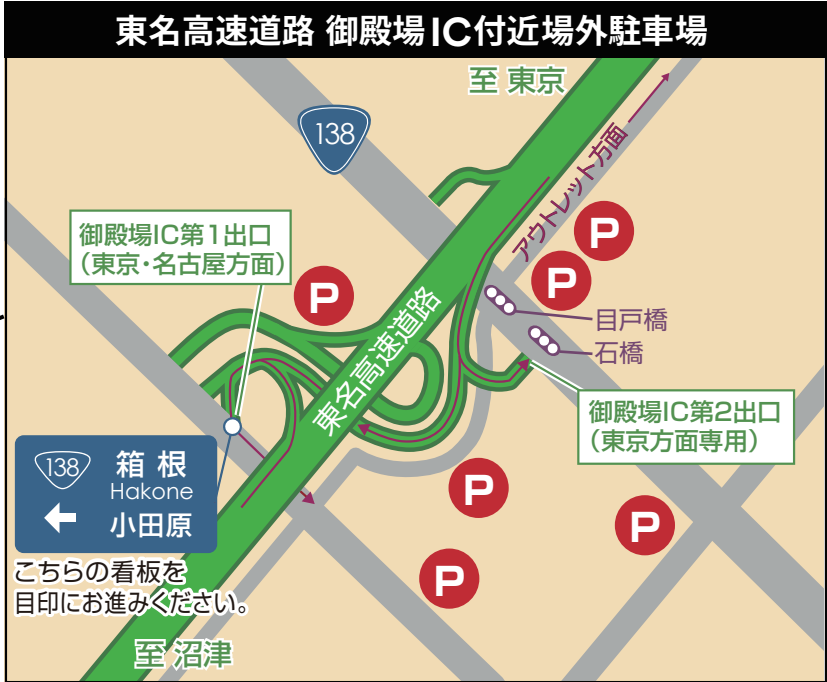 東名高速道路 御殿場IC付近場外駐車場
至 東京
138
アウトレット方面
御殿場IC第1出口
(東京・名古屋方面)
P
P
P
目戸橋
石橋
東名高速道路
御殿場IC第2出口
(東京方面専用)
138
箱根
Hakone
小田原
P
P
P
こちらの看板を
目印にお進みください。
至 沼津